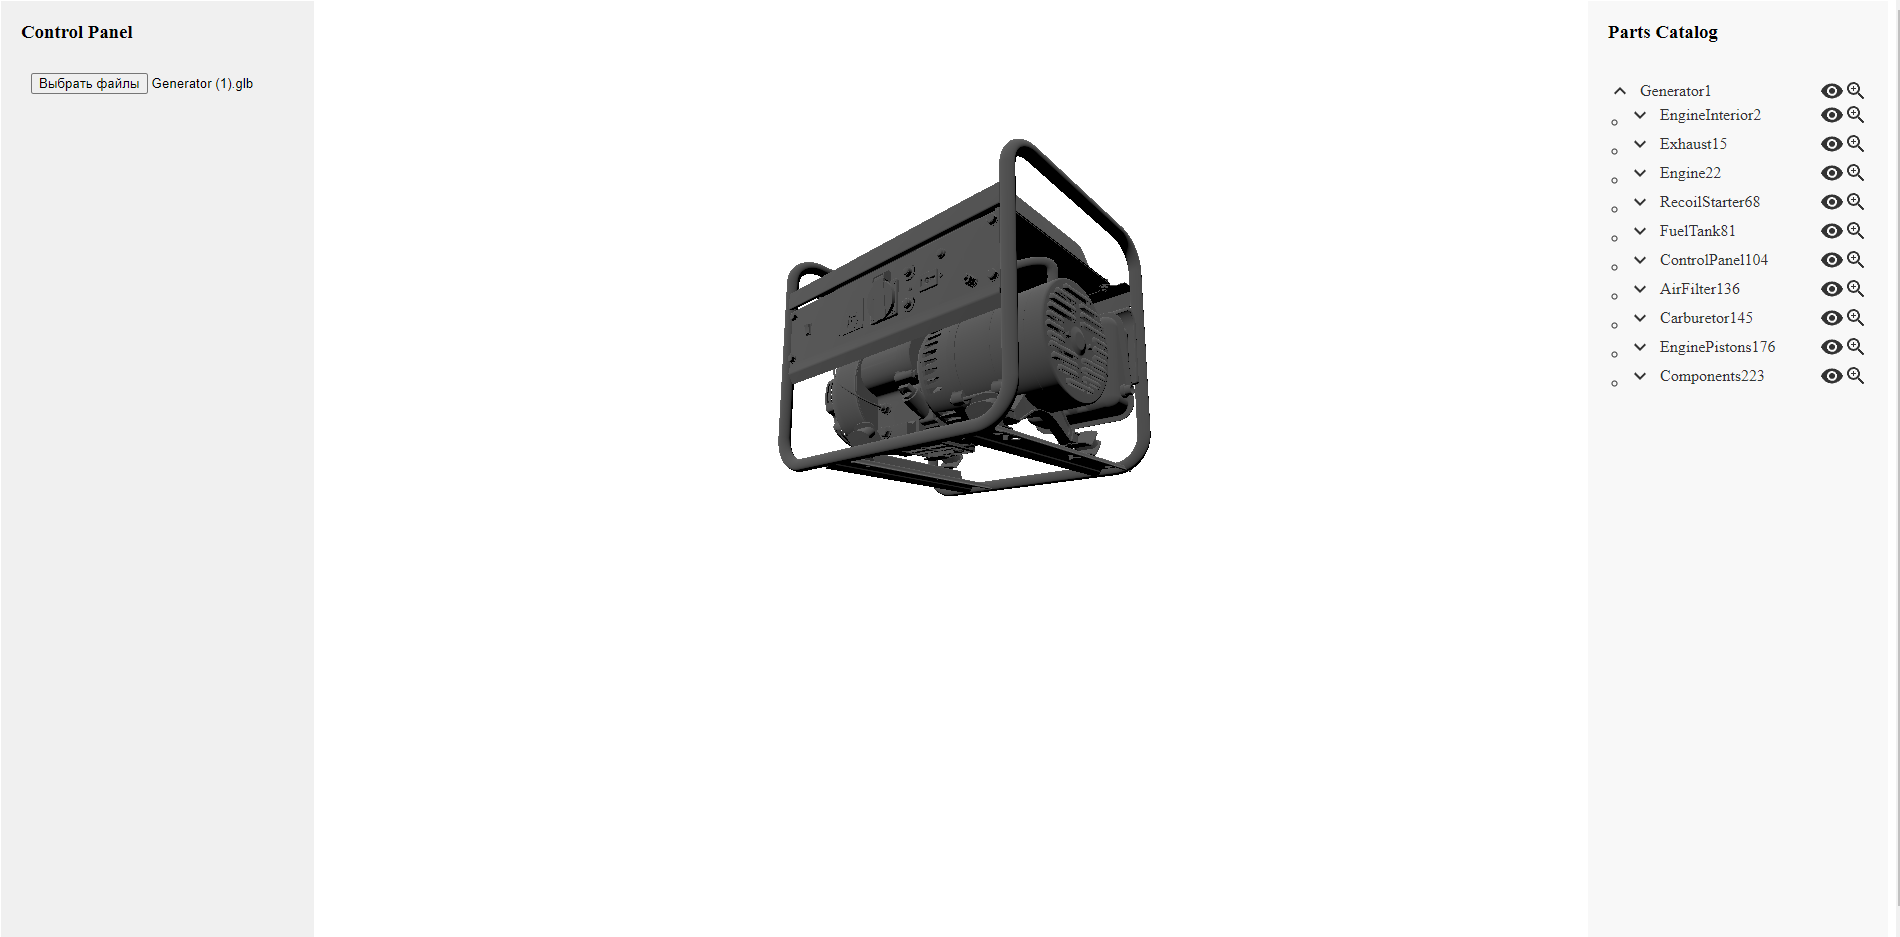 Control Panel
Выбрать файлы Generator (1).glb
Parts Catalog
Generator1
EngineInterior2
Exhaust15
Engine22
RecoilStarter68
FuelTank81
ControlPanel104
AirFilter136
Carburetor145
EnginePistons176
Components223